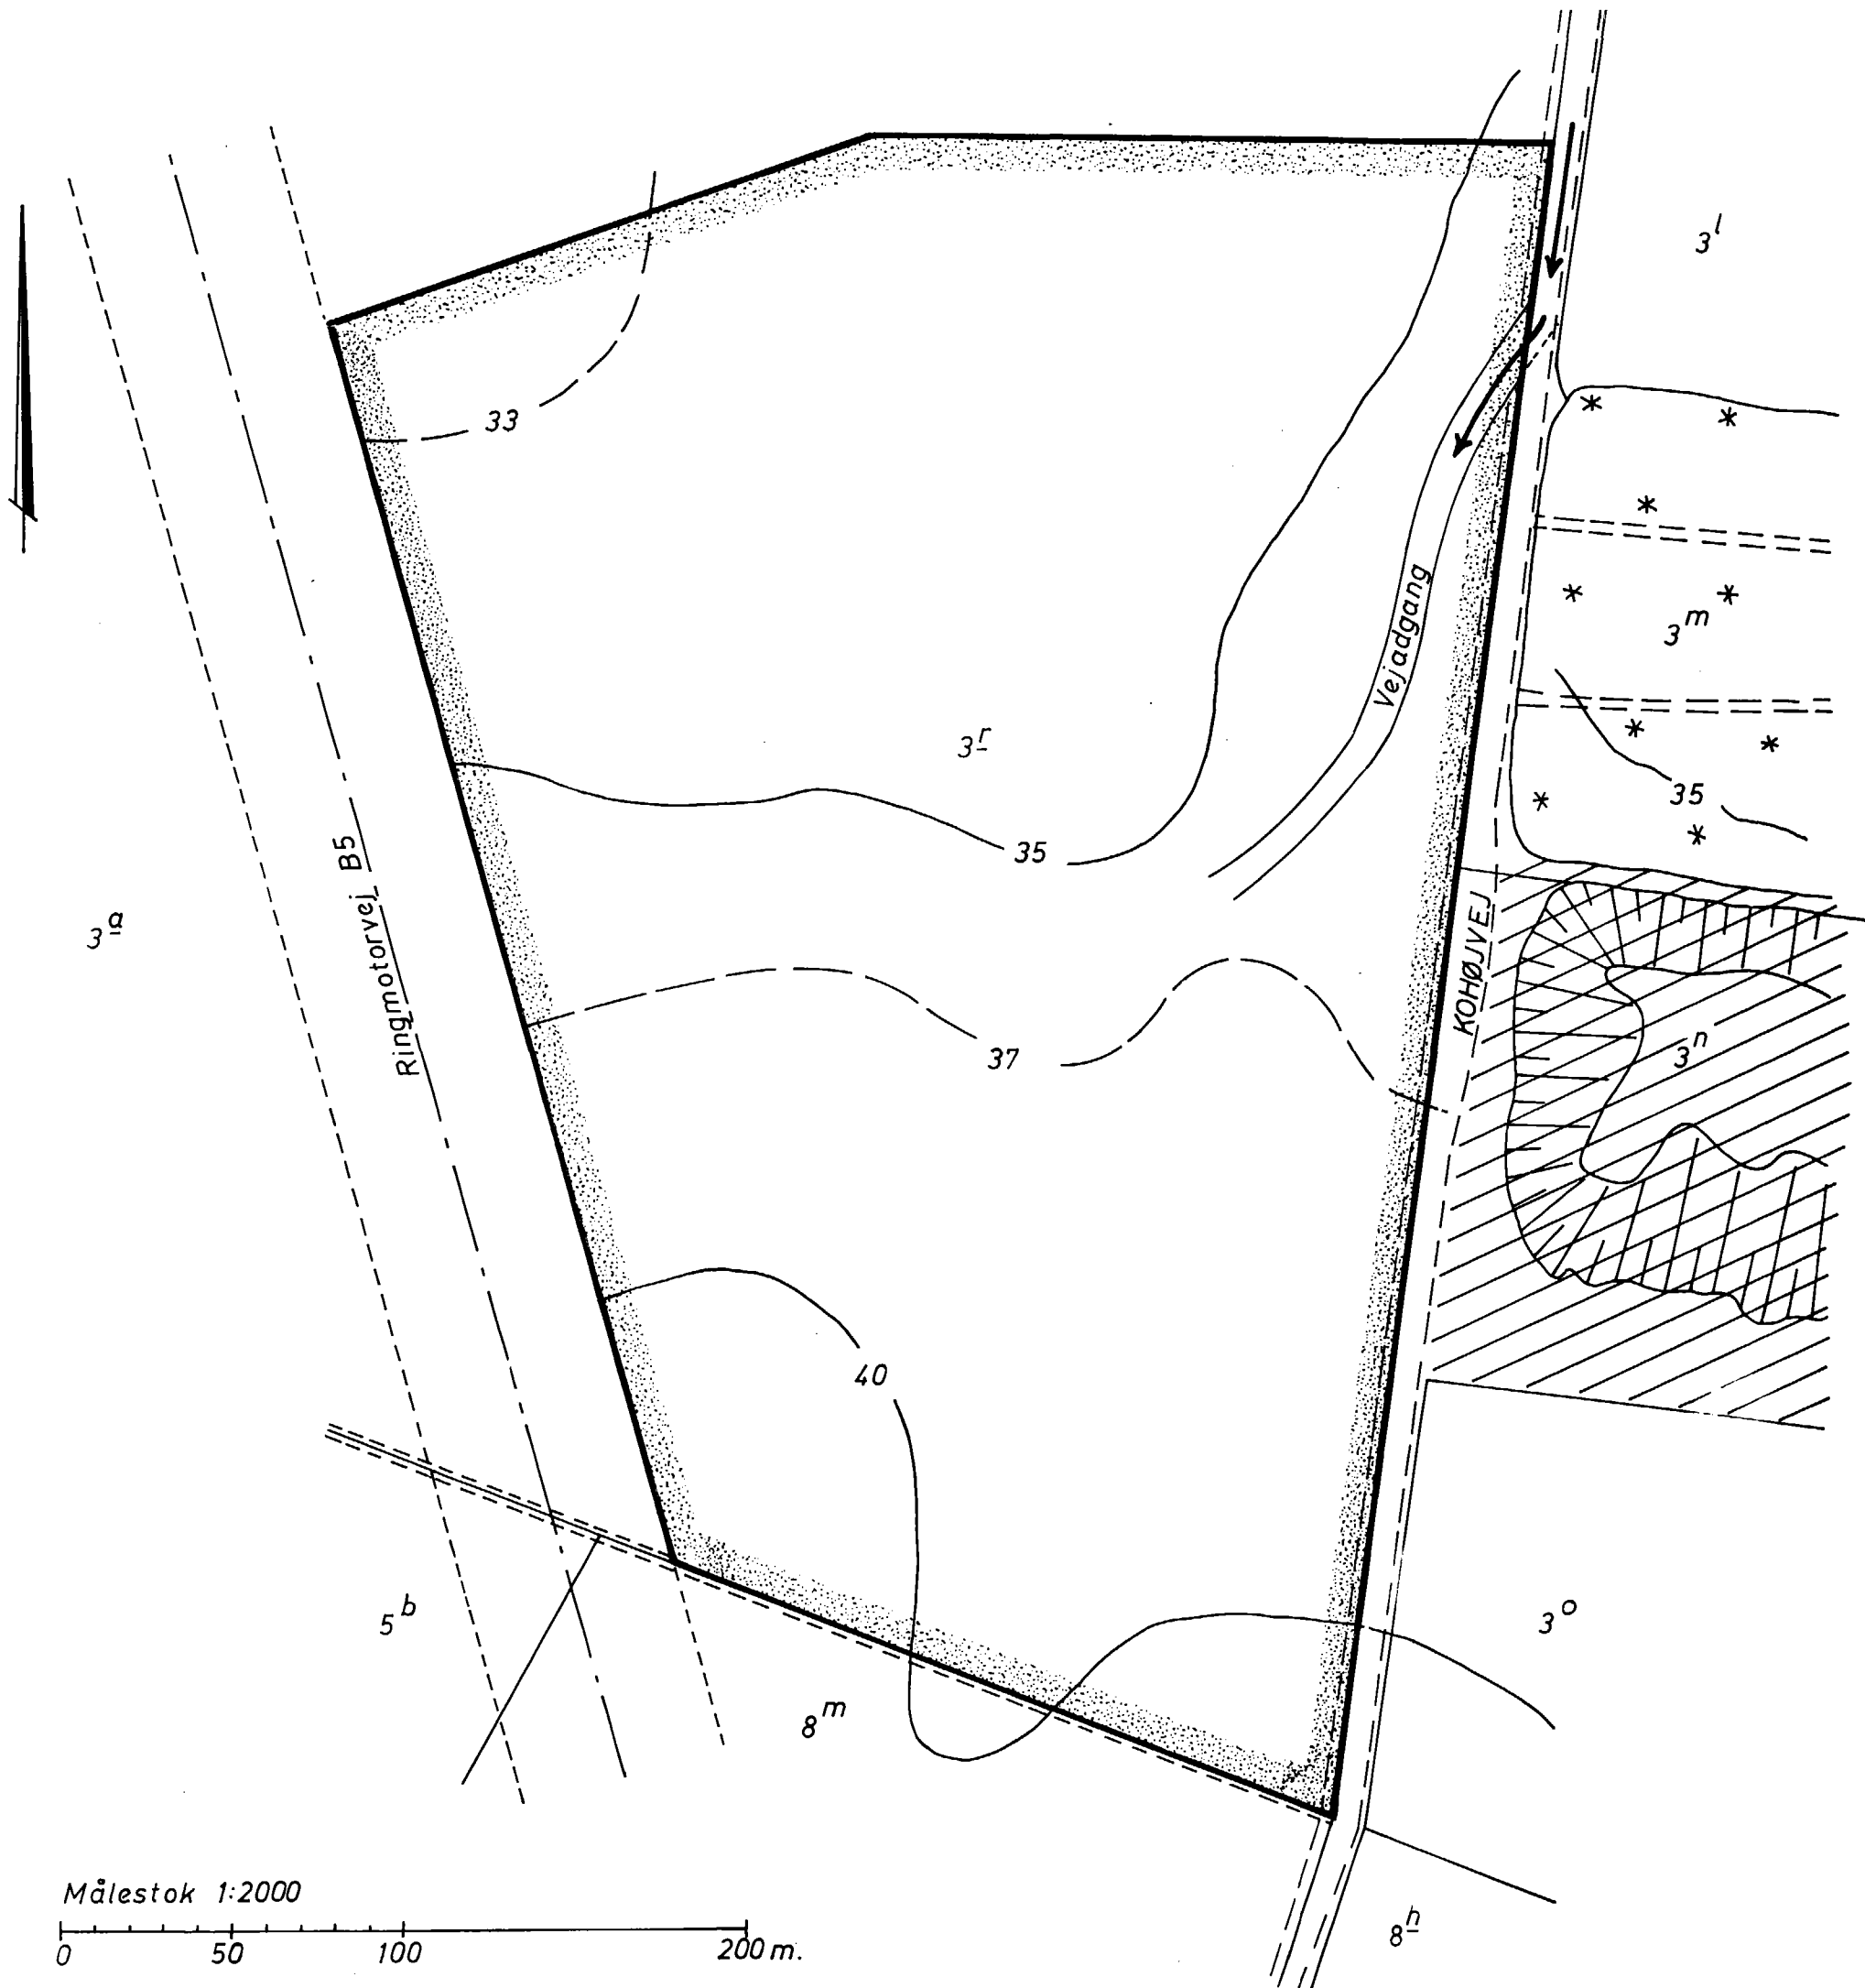 3l
33
Vejadgang
3m
3r
35
35
Ringmotorvej B5
3a
KOHØJVEJ
3n
37
40
5b
3o
8m
Målestok 1:2000
0 50 100 200 m.
8h